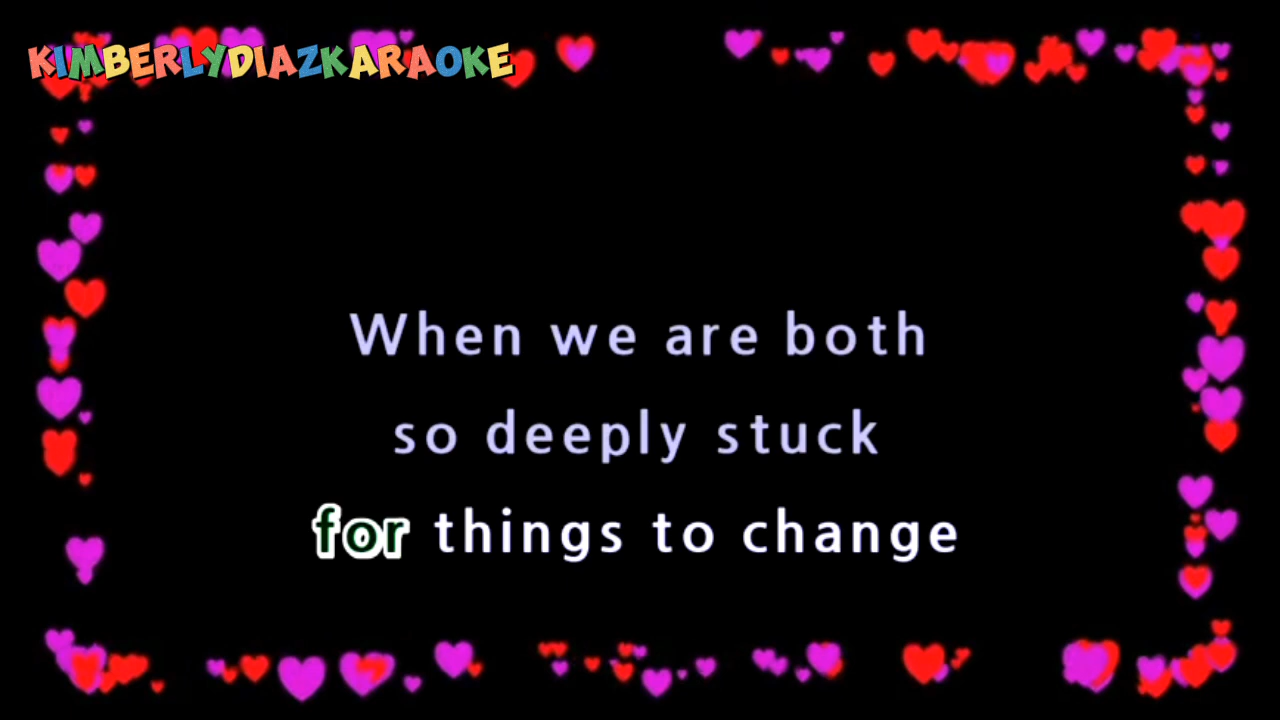 KIMBERLYDIAZKARAOKE
When we are both
so deeply stuck
for things to change